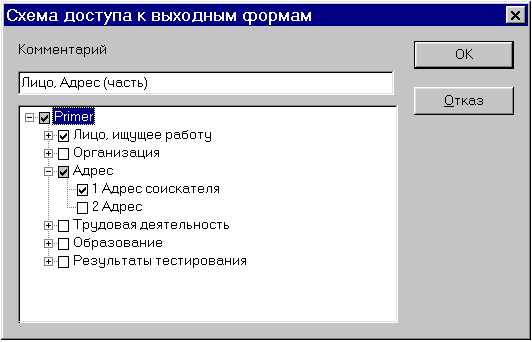 Схема доступа к выходным формам
Комментарий
OK
Лицо, Адрес (часть)
Отказ
Primer
Лицо, ищущее работу
Организация
Адрес
1 Адрес соискателя
2 Адрес
Трудовая деятельность
Образование
Результаты тестирования